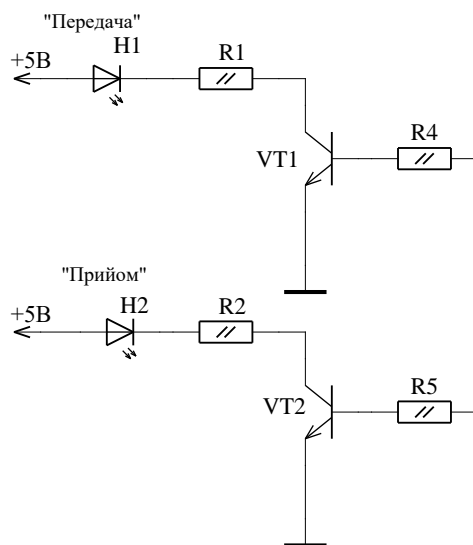 "Передача"
H1
+5В
R1
R4
VT1
"Прийом"
H2
+5В
R2
R5
VT2